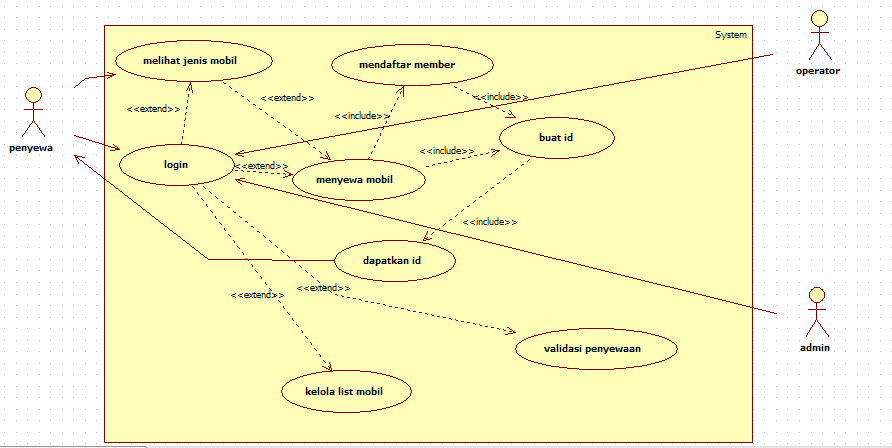 System
operator
melihat jenis mobil
mendaftar member
<<extend>>
<<include>>
<<extend>>
<<include>>
buat id
penyewa
login
<<include>>
<<extend>>
menyewa mobil
<<include>>
dapatkan id
<<extend>>
<<extend>>
validasi penyewaan
admin
kelola list mobil